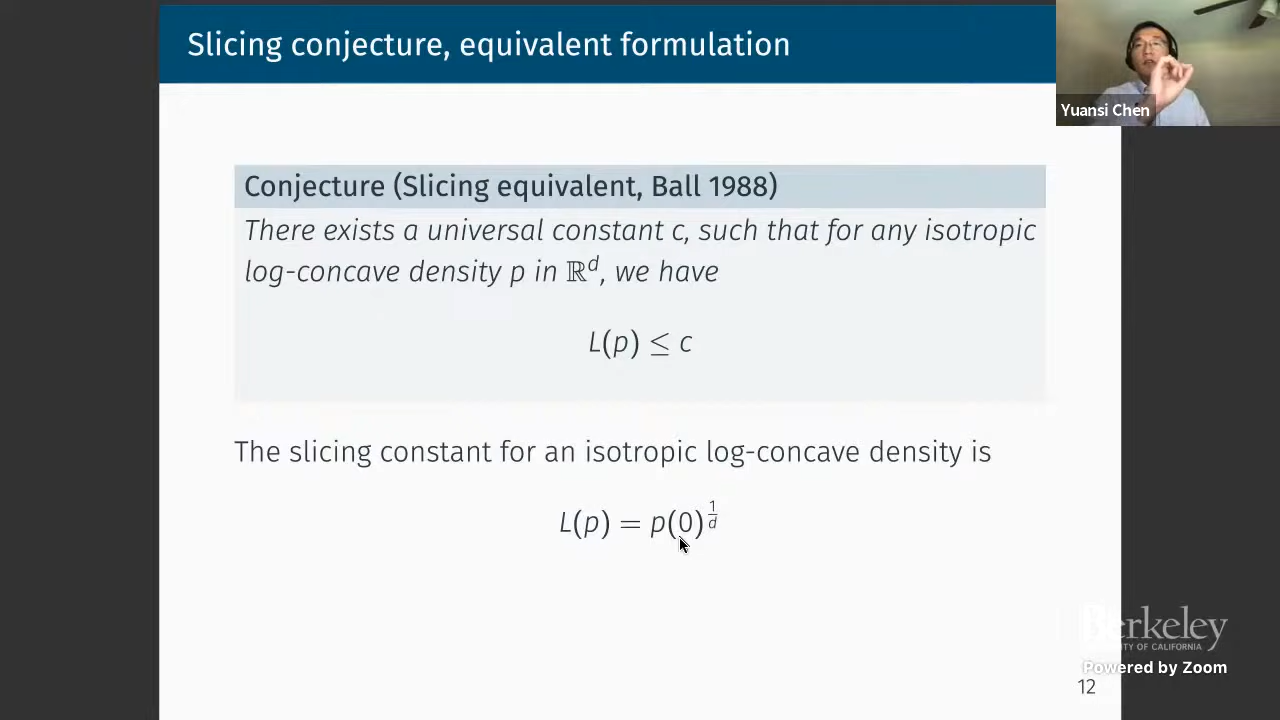 Slicing conjecture, equivalent formulation
Yuansi Chen
Conjecture (Slicing equivalent, Ball 1988)
There exists a universal constant c, such that for any isotropic
log-concave density p in ℝᵈ, we have
L(p) ≤ c
The slicing constant for an isotropic log-concave density is
L(p) = p(0)^{1/d}
Berkeley
UNIVERSITY OF CALIFORNIA
Powered by Zoom
12